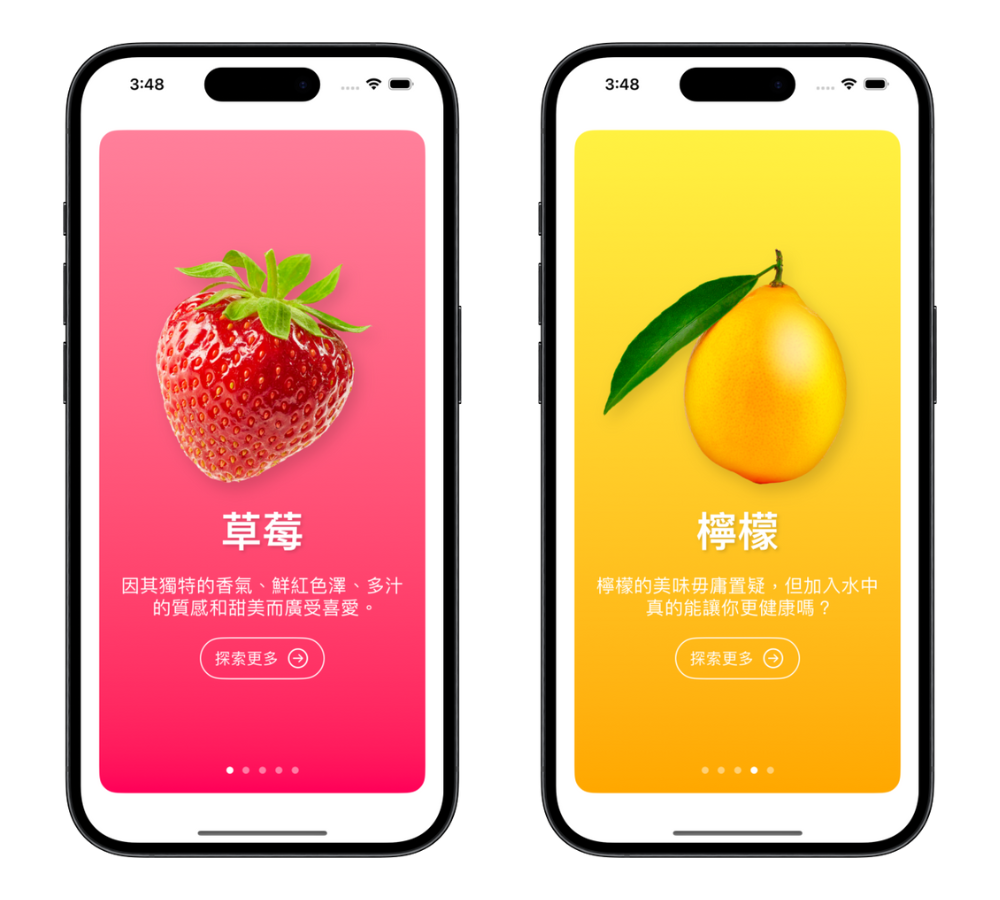 3:48
草莓
因其獨特的香氣、鮮紅色澤、多汁
的質感和甜美而廣受喜愛。
探索更多
3:48
檸檬
檸檬的美味毋庸置疑,但加入水中
真的能讓你更健康嗎?
探索更多